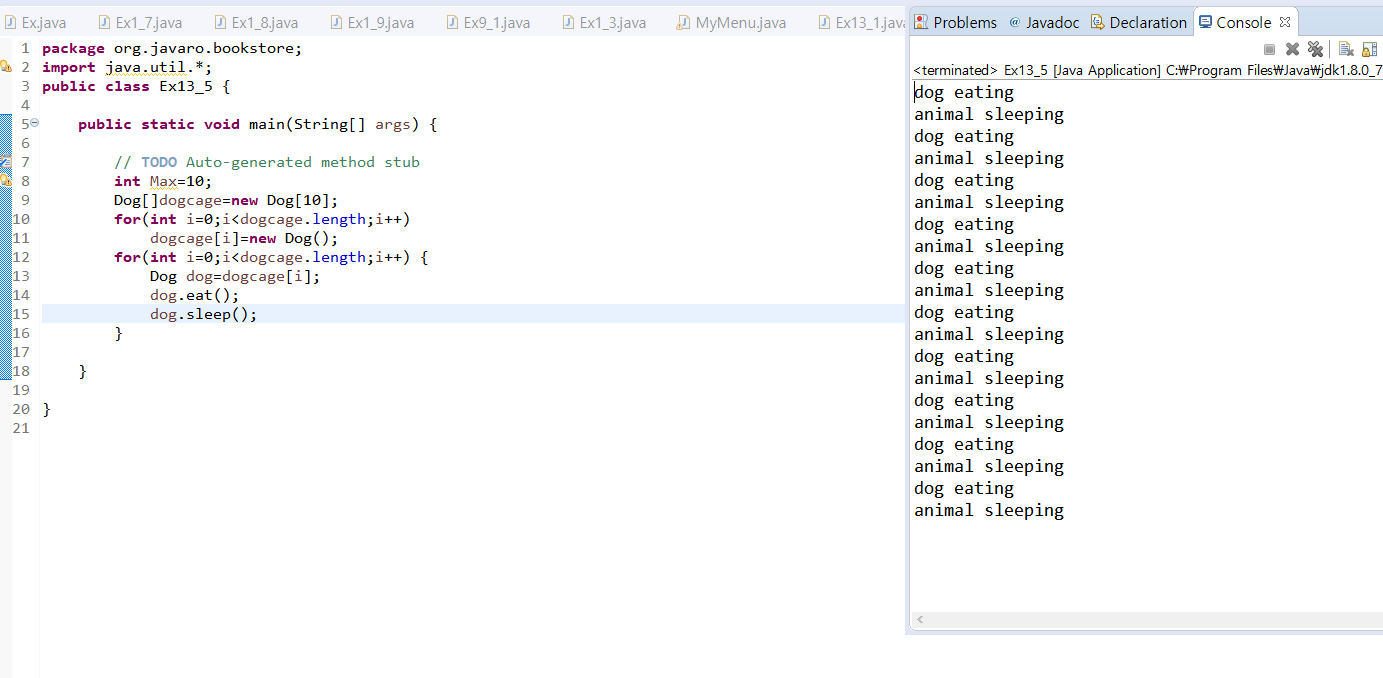 Ex.java Ex1_7.java Ex1_8.java Ex1_9.java Ex9_1.java Ex1_3.java MyMenu.java Ex13_1.java
1 package org.javaro.bookstore;
2 import java.util.*;
3 public class Ex13_5 {
4
5 public static void main(String[] args) {
6
7 // TODO Auto-generated method stub
8 int Max=10;
9 Dog[]dogcage=new Dog[10];
10 for(int i=0;i<dogcage.length;i++)
11 dogcage[i]=new Dog();
12 for(int i=0;i<dogcage.length;i++) {
13 Dog dog=dogcage[i];
14 dog.eat();
15 dog.sleep();
16 }
17
18 }
19
20 }
21
Problems @ Javadoc Declaration Console
<terminated> Ex13_5 [Java Application] C:₩Program Files₩Java₩jdk1.8.0_7
dog eating
animal sleeping
dog eating
animal sleeping
dog eating
animal sleeping
dog eating
animal sleeping
dog eating
animal sleeping
dog eating
animal sleeping
dog eating
animal sleeping
dog eating
animal sleeping
dog eating
animal sleeping
dog eating
animal sleeping